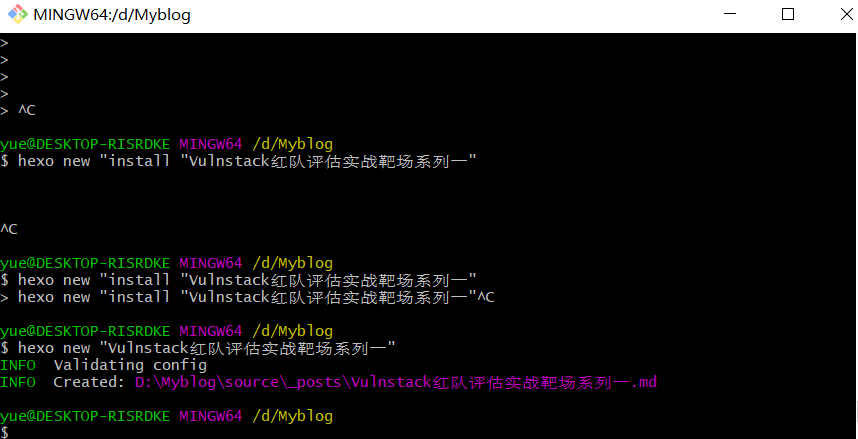 MINGW64:/d/Myblog
>
>
>
>
> ^C
yue@DESKTOP-RISRDKE MINGW64 /d/Myblog
$ hexo new "install "Vulnstack红队评估实战靶场系列一"
^C
yue@DESKTOP-RISRDKE MINGW64 /d/Myblog
$ hexo new "install "Vulnstack红队评估实战靶场系列一"
> hexo new "install "Vulnstack红队评估实战靶场系列一"^C
yue@DESKTOP-RISRDKE MINGW64 /d/Myblog
$ hexo new "Vulnstack红队评估实战靶场系列一"
INFO  Validating config
INFO  Created: D:\Myblog\source\_posts\Vulnstack红队评估实战靶场系列一.md
yue@DESKTOP-RISRDKE MINGW64 /d/Myblog
$